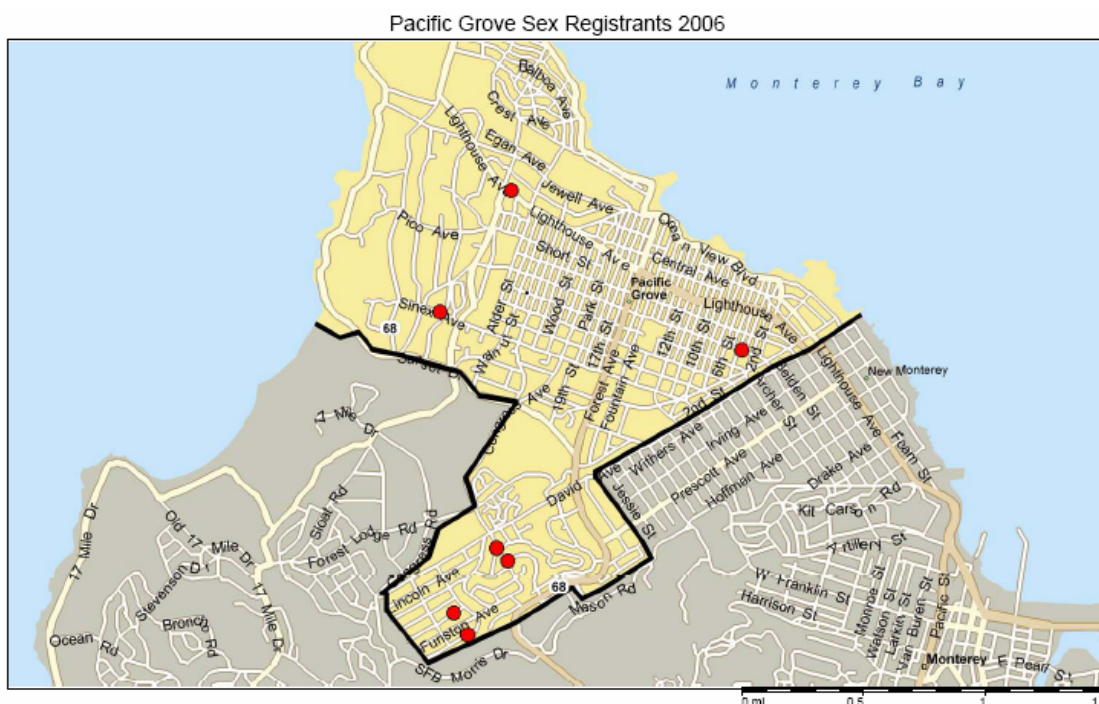 Pacific Grove Sex Registrants 2006
Monterey Bay
Balboa Ave
Crest Ave
Lighthouse Ave
Egan Ave
Jewell Ave
Ocean View Blvd
Pico Ave
Lighthouse Ave
Short St
Central Ave
Pacific
Grove
Sinex Ave
68
Alder St
Walnut St
Wood St
Park St
17th St
19th St
Forest Ave
Fountain Ave
12th St
10th St
6th St
2nd St
Lighthouse Ave
2nd St
Sunset Dr
Congress Ave
Belden St
Archer St
Lighthouse Ave
New Monterey
Irving Ave
Withers Ave
Prescott Ave
Hoffman Ave
Drake Ave
Foam St
17 Mile Dr
David Ave
Jessie St
Kit Carson Rd
Artillery St
Sloat Rd
Forest Lodge Rd
Congress Rd
17 Mile Dr
Old 17 Mile Dr
Stevenson Dr
17 Mile Dr
Lincoln Ave
68
Mason Rd
Funston Ave
SFB Morris Dr
Bronco Rd
Ocean Rd
W Franklin St
Harrison St
Monroe St
Watson St
Larkin St
Van Buren St
Pacific St
Monterey
E Pearl St
0 mi
0.5
1